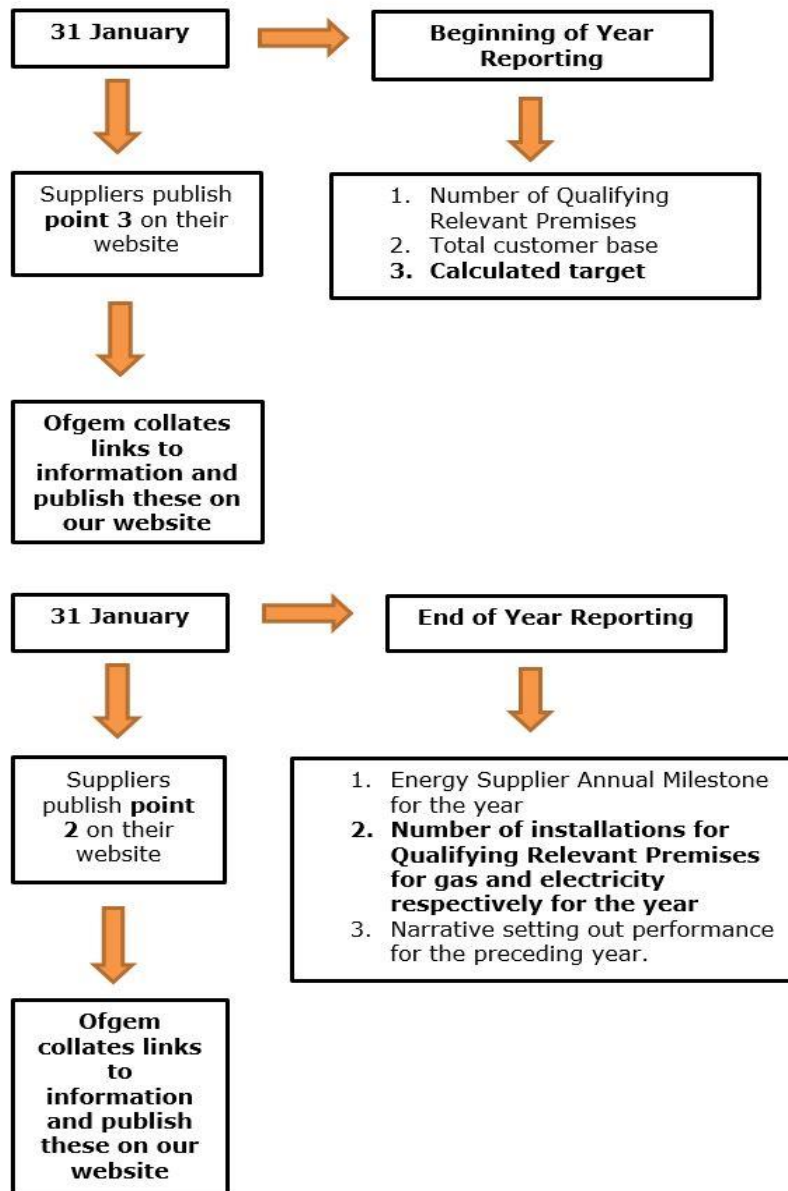 31 January
Beginning of Year
Reporting
Suppliers publish
point 3 on their
website
1. Number of Qualifying
Relevant Premises
2. Total customer base
3. Calculated target
Ofgem collates
links to
information and
publish these on
our website
31 January
End of Year Reporting
Suppliers
publish point
2 on their
website
1. Energy Supplier Annual Milestone
for the year
2. Number of installations for
Qualifying Relevant Premises
for gas and electricity
respectively for the year
3. Narrative setting out performance
for the preceding year.
Ofgem
collates links
to
information
and publish
these on our
website